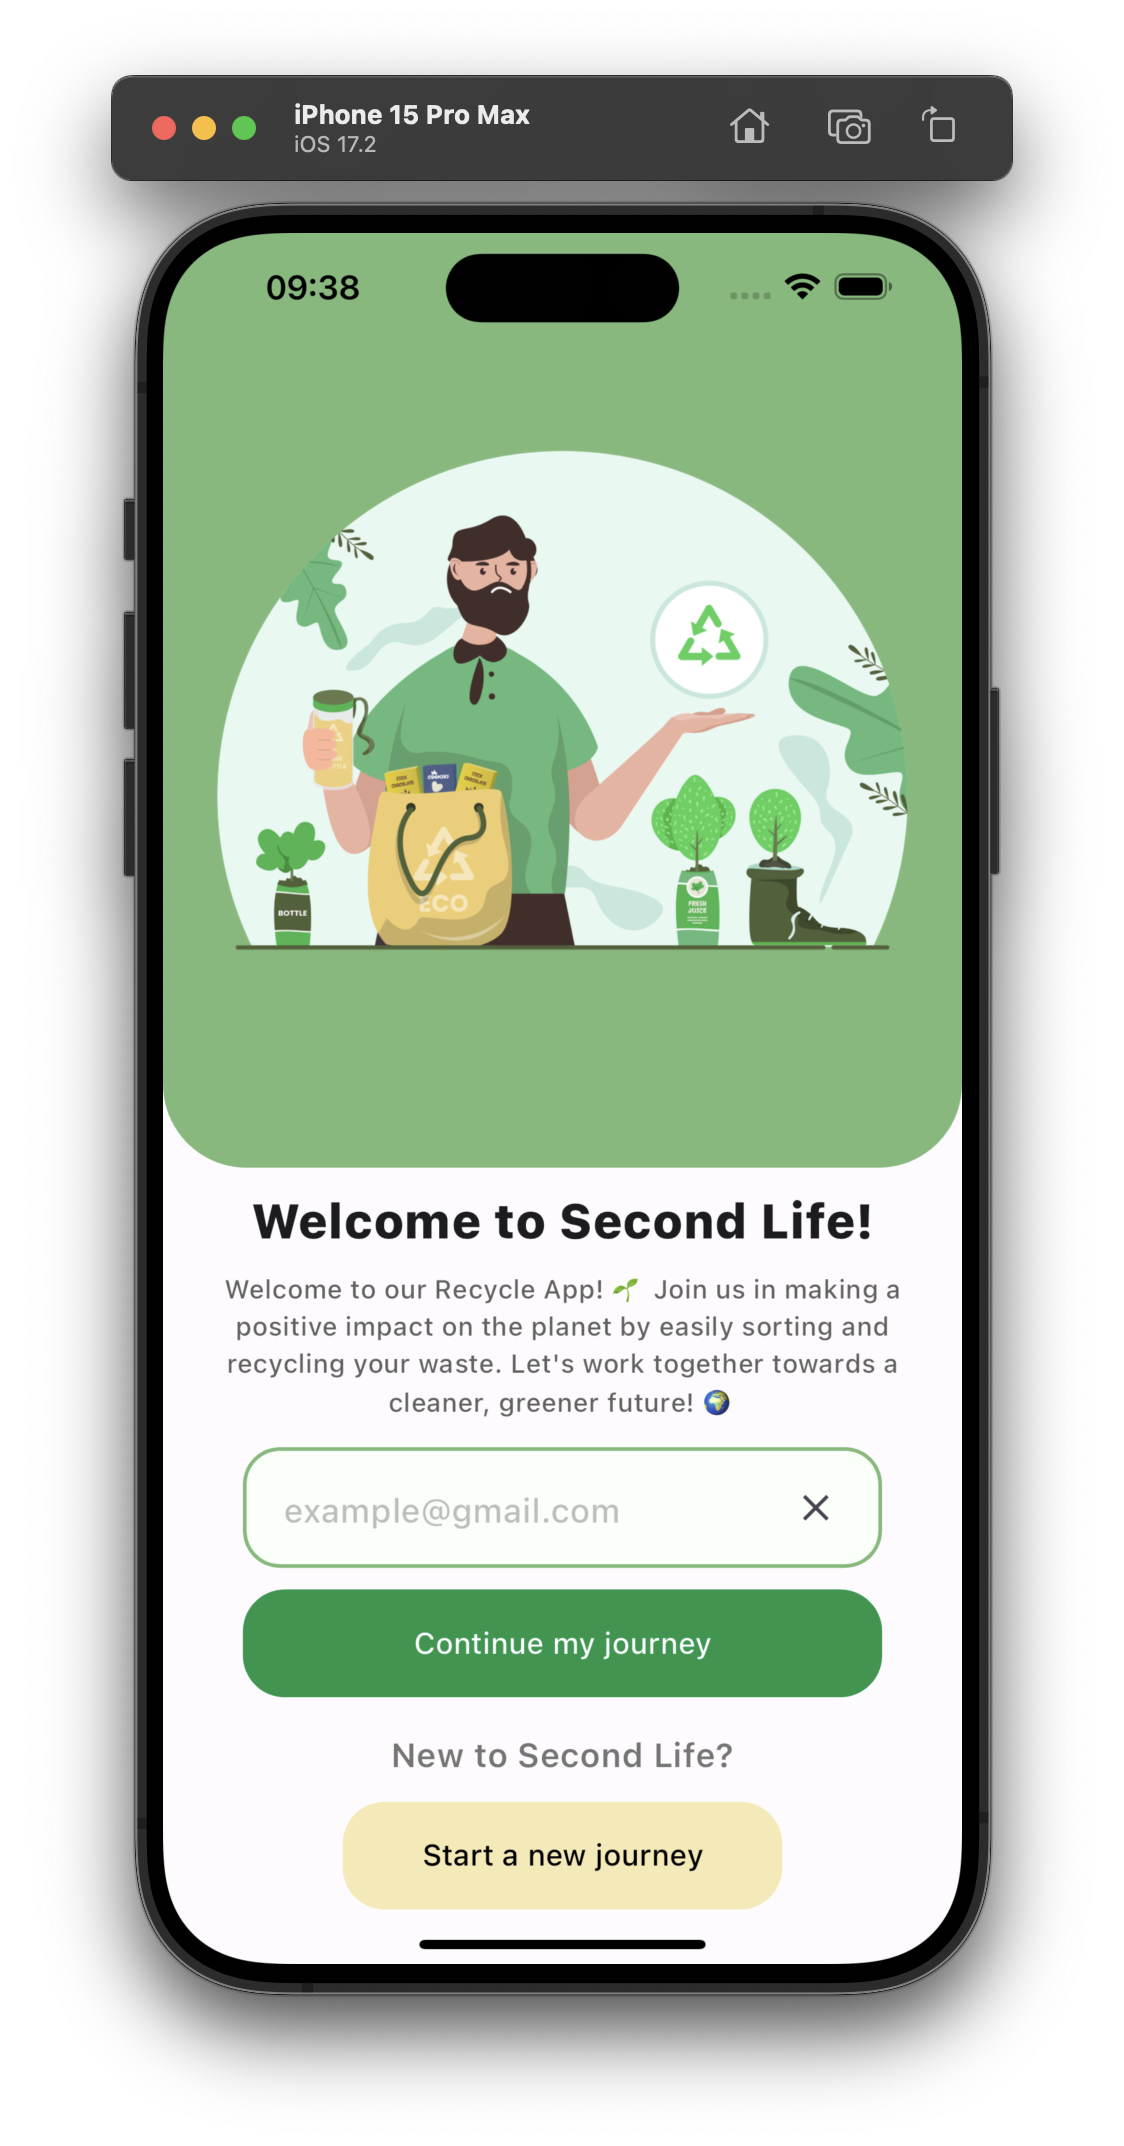 iPhone 15 Pro Max
iOS 17.2
09:38
COOKIES
ECO
BOTTLE
FRESH
JUICE
Welcome to Second Life!
Welcome to our Recycle App! 🌱 Join us in making a
positive impact on the planet by easily sorting and
recycling your waste. Let's work together towards a
cleaner, greener future! 🌍
example@gmail.com
Continue my journey
New to Second Life?
Start a new journey